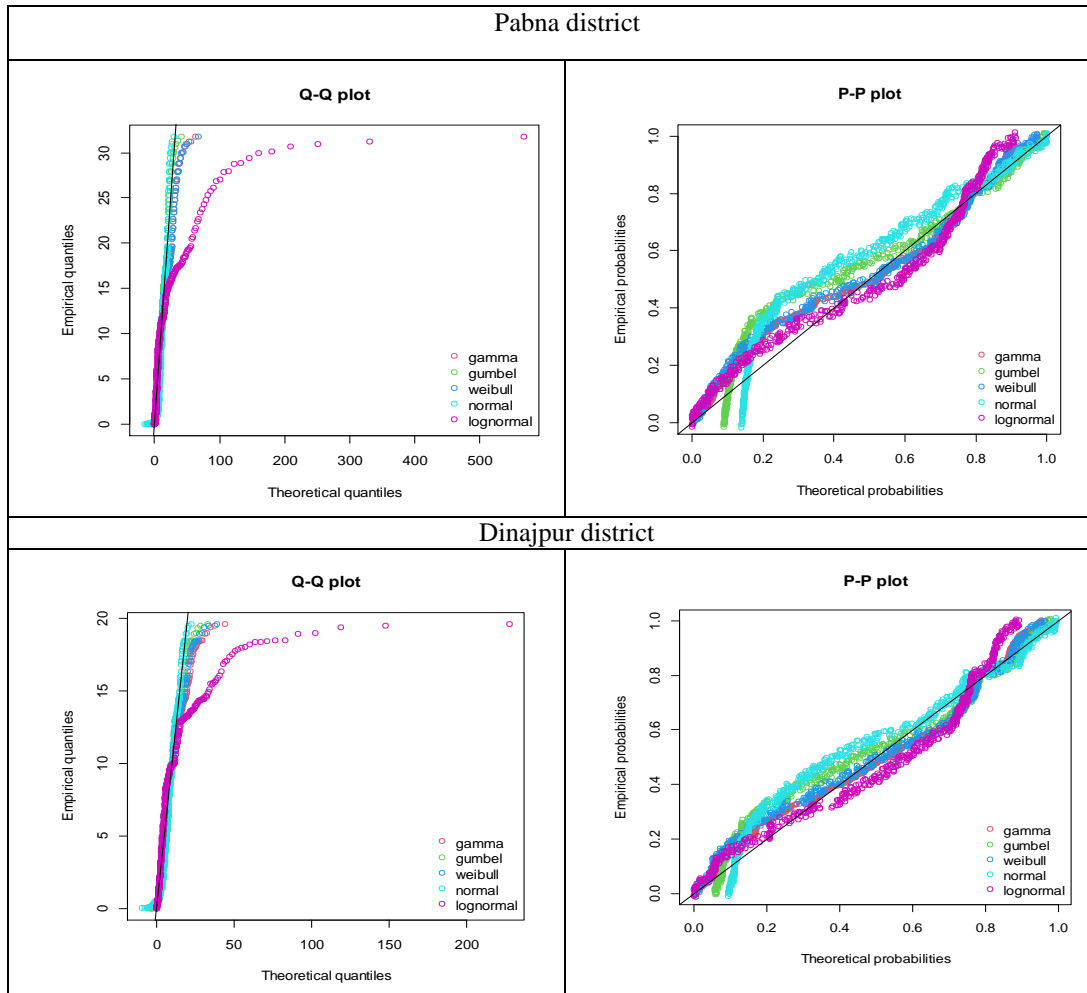 Pabna district
Q-Q plot
Empirical quantiles
0 5 10 15 20 25 30
gamma
gumbel
weibull
normal
lognormal
0 100 200 300 400 500
Theoretical quantiles
P-P plot
Empirical probabilities
0.0 0.2 0.4 0.6 0.8 1.0
gamma
gumbel
weibull
normal
lognormal
0.0 0.2 0.4 0.6 0.8 1.0
Theoretical probabilities
Dinajpur district
Q-Q plot
Empirical quantiles
0 5 10 15 20
gamma
gumbel
weibull
normal
lognormal
0 50 100 150 200
Theoretical quantiles
P-P plot
Empirical probabilities
0.0 0.2 0.4 0.6 0.8 1.0
gamma
gumbel
weibull
normal
lognormal
0.0 0.2 0.4 0.6 0.8 1.0
Theoretical probabilities